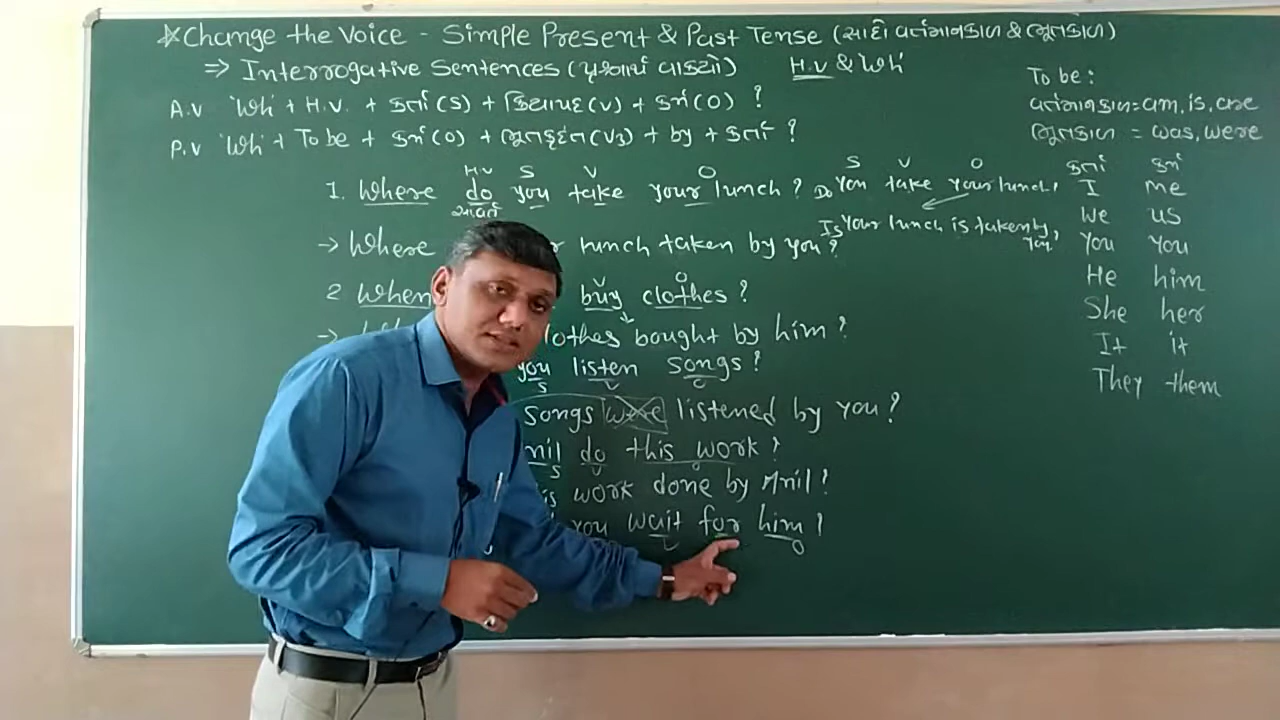 *Change the Voice - Simple Present & Past Tense (સાદો વર્તમાનકાળ & ભૂતકાળ)
⇒ Interrogative Sentences (પ્રશ્નાર્થ વાક્યો) H.V & Wh'
A.V Wh' + H.V. + કર્તા (S) + ક્રિયાપદ (V) + કર્મ (O) ?
P.V Wh' + To be + કર્મ (O) + ભૂતકૃદંત (V3) + by + કર્તા ?
To be:
વર્તમાનકાળ = am, is, are
ભૂતકાળ = was, were
H.V S V O
1. Where do you take your lunch ?
→ Where lunch taken by you ?
S V O
Do You take your lunch.
Is Your lunch is taken by you.
V O
2 When buy clothes ?
→ clothes bought by him ?
you listen songs ?
S V O
songs were listened by you ?
nil do this work ?
S V O
is work done by Anil ?
you wait for him ?
V O
કર્તા કર્મ
I me
We us
You you
He him
She her
It it
They them